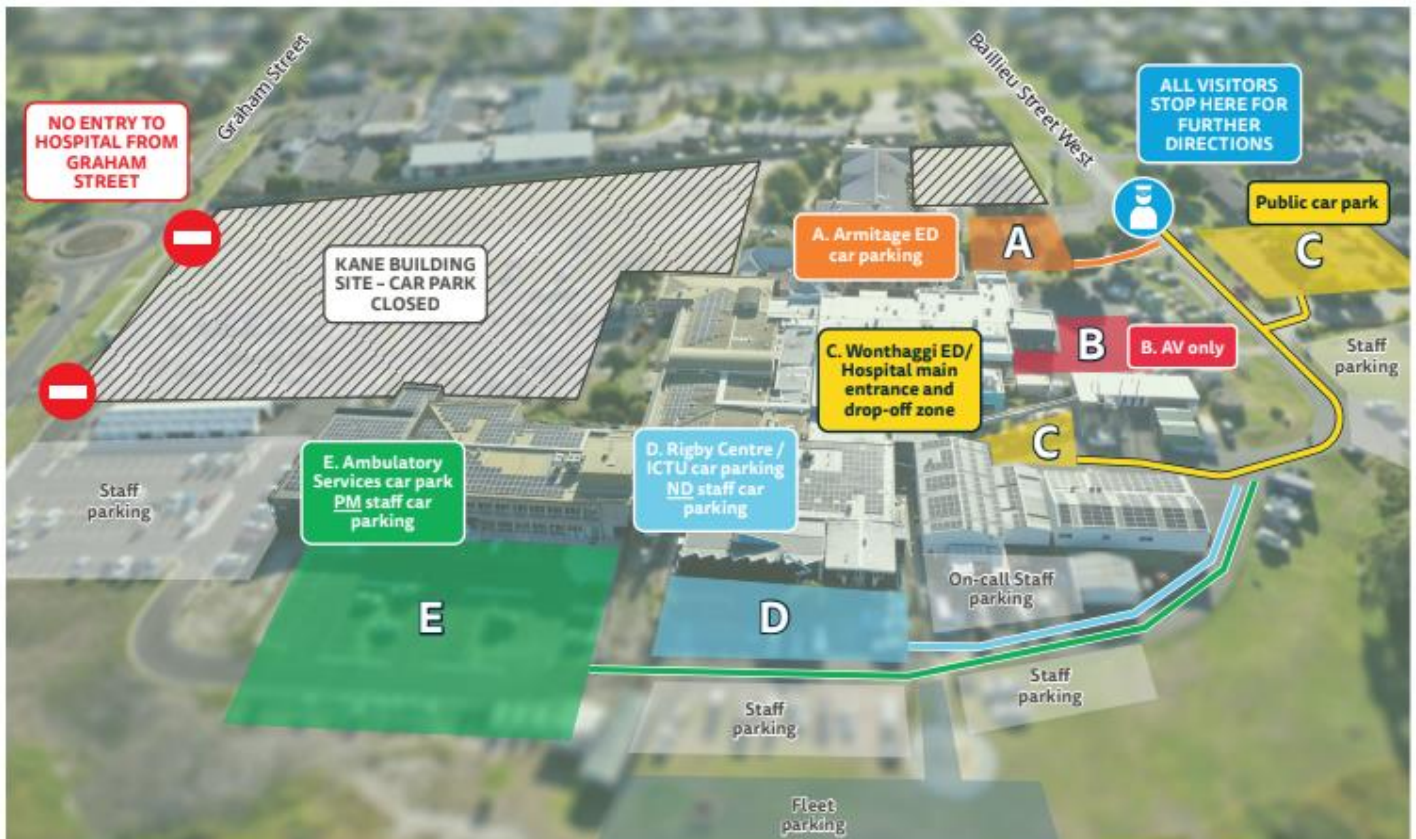 Graham Street
Baillieu Street West
NO ENTRY TO
HOSPITAL FROM
GRAHAM
STREET
ALL VISITORS
STOP HERE FOR
FURTHER
DIRECTIONS
Public car park
C
A. Armitage ED
car parking
A
KANE BUILDING
SITE – CAR PARK
CLOSED
C. Wonthaggi ED/
Hospital main
entrance and
drop-off zone
B
B. AV only
Staff
parking
C
E. Ambulatory
Services car park
PM staff car
parking
D. Rigby Centre /
ICTU car parking
ND staff car
parking
Staff
parking
On-call Staff
parking
E
D
Staff
parking
Staff
parking
Fleet
parking